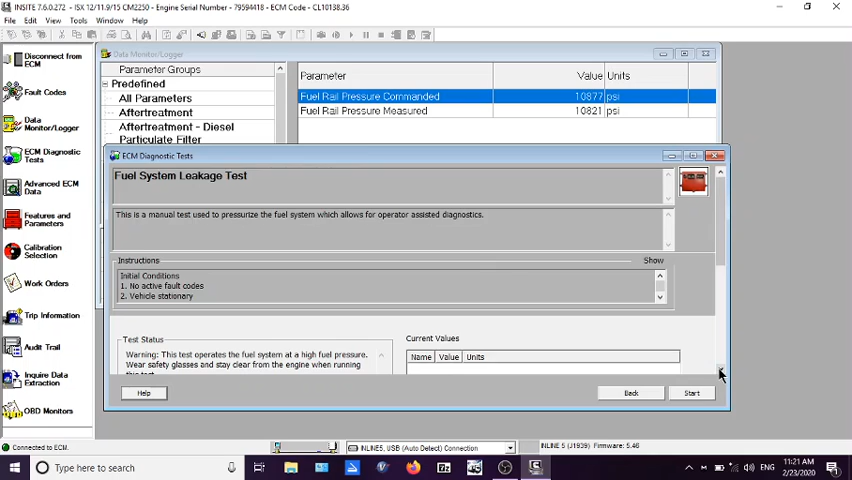 INSITE 7.6.0.272 - ISX 12/11.9/15 CM2250 - Engine Serial Number - 79594418 - ECM Code - CL10138.36
File Edit View Tools Window Help
Disconnect from ECM
Fault Codes
Data Monitor/Logger
ECM Diagnostic Tests
Advanced ECM Data
Features and Parameters
Calibration Selection
Work Orders
Trip Information
Audit Trail
Inquire Data Extraction
OBD Monitors
Data Monitor/Logger
Parameter Groups
Predefined
All Parameters
Aftertreatment
Aftertreatment - Diesel
Particulate Filter
Parameter Value Units
Fuel Rail Pressure Commanded 10877 psi
Fuel Rail Pressure Measured 10821 psi
ECM Diagnostic Tests
Fuel System Leakage Test
This is a manual test used to pressurize the fuel system which allows for operator assisted diagnostics.
Instructions Show
Initial Conditions
1. No active fault codes
2. Vehicle stationary
Test Status
Warning: This test operates the fuel system at a high fuel pressure.
Wear safety glasses and stay clear from the engine when running
this test.
Current Values
Name Value Units
Help Back Start
Connected to ECM. INLINE5, USB (Auto Detect) Connection INLINE 5 (J1939) Firmware: 5.46
Type here to search ENG 11:21 AM
2/23/2020